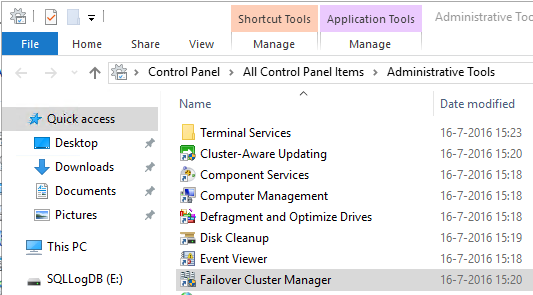 Shortcut Tools Application Tools Administrative Too
File Manage Manage
Control Panel All Control Panel Items Administrative Tools
Name Date modified
Quick access
Desktop
Downloads
Documents
Pictures
This PC
SQLLogDB (E:)
Terminal Services 16-7-2016 15:23
Cluster-Aware Updating 16-7-2016 15:20
Component Services 16-7-2016 15:18
Computer Management 16-7-2016 15:18
Defragment and Optimize Drives 16-7-2016 15:18
Disk Cleanup 16-7-2016 15:19
Event Viewer 16-7-2016 15:18
Failover Cluster Manager 16-7-2016 15:20